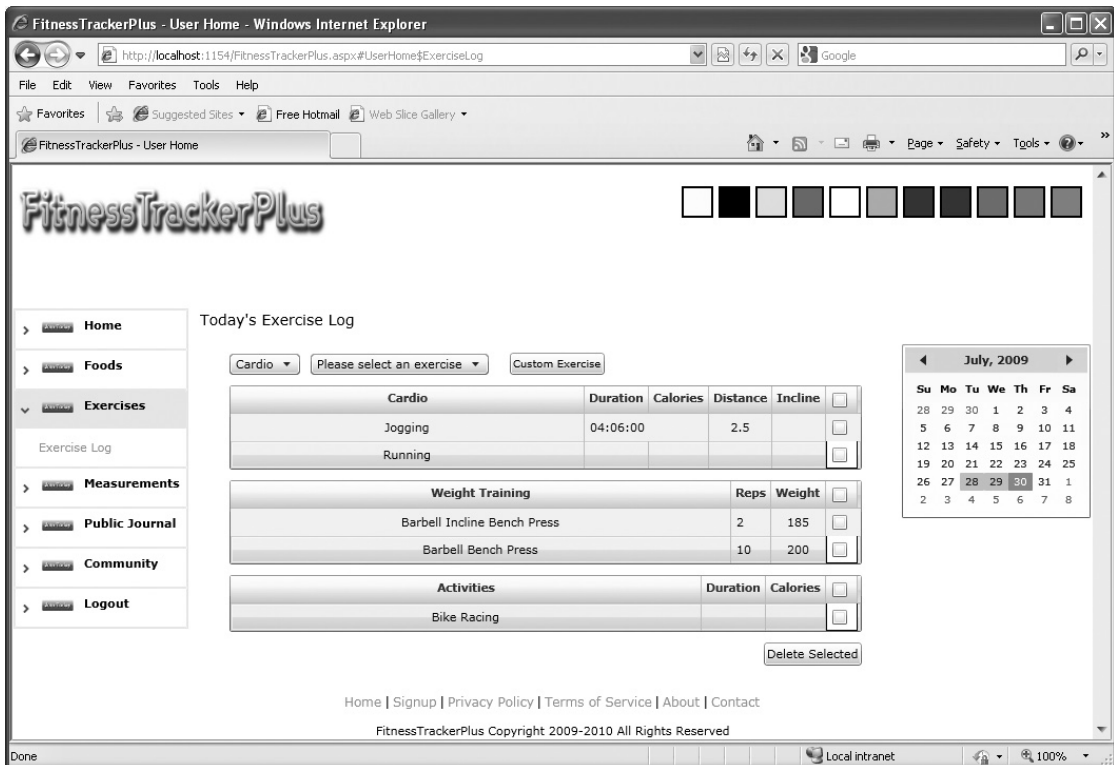 FitnessTrackerPlus - User Home - Windows Internet Explorer
http://localhost:1154/FitnessTrackerPlus.aspx#UserHome$ExerciseLog
Google
File Edit View Favorites Tools Help
Favorites Suggested Sites Free Hotmail Web Slice Gallery
FitnessTrackerPlus - User Home
Page Safety Tools »
FitnessTrackerPlus
Home
Foods
Exercises
Exercise Log
Measurements
Public Journal
Community
Logout
Today's Exercise Log
Cardio Please select an exercise Custom Exercise
Cardio Duration Calories Distance Incline
Jogging 04:06:00 2.5
Running
Weight Training Reps Weight
Barbell Incline Bench Press 2 185
Barbell Bench Press 10 200
Activities Duration Calories
Bike Racing
Delete Selected
July, 2009
Su Mo Tu We Th Fr Sa
28 29 30 1 2 3 4
5 6 7 8 9 10 11
12 13 14 15 16 17 18
19 20 21 22 23 24 25
26 27 28 29 30 31 1
2 3 4 5 6 7 8
Home | Signup | Privacy Policy | Terms of Service | About | Contact
FitnessTrackerPlus Copyright 2009-2010 All Rights Reserved
Done Local intranet 100%